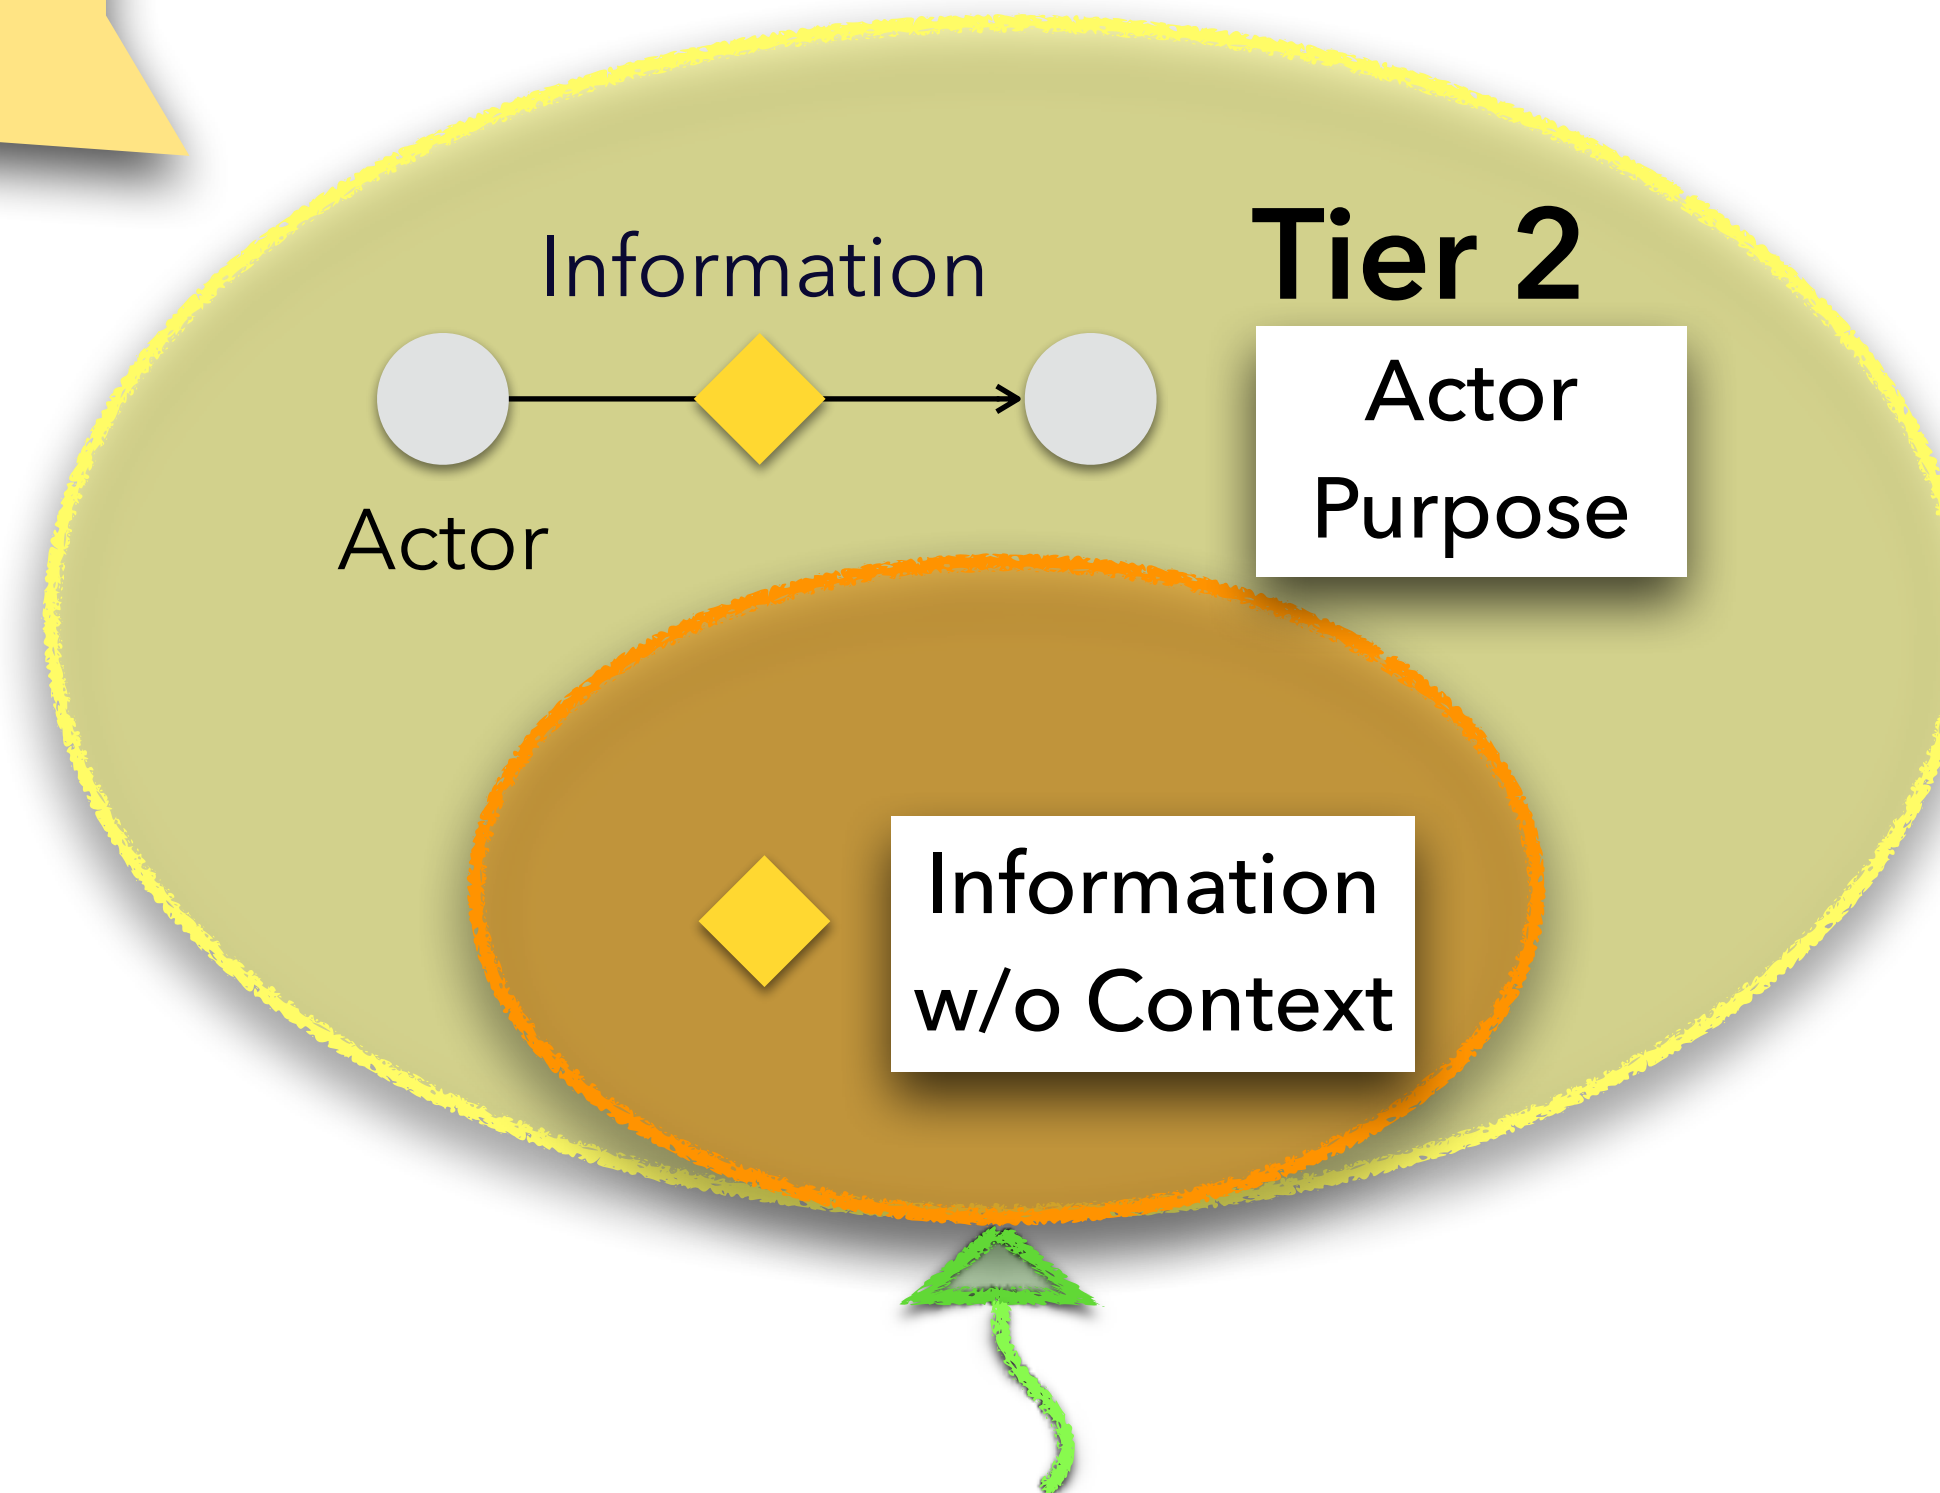 Information
Tier 2
Actor
Purpose
Actor
Information
w/o Context